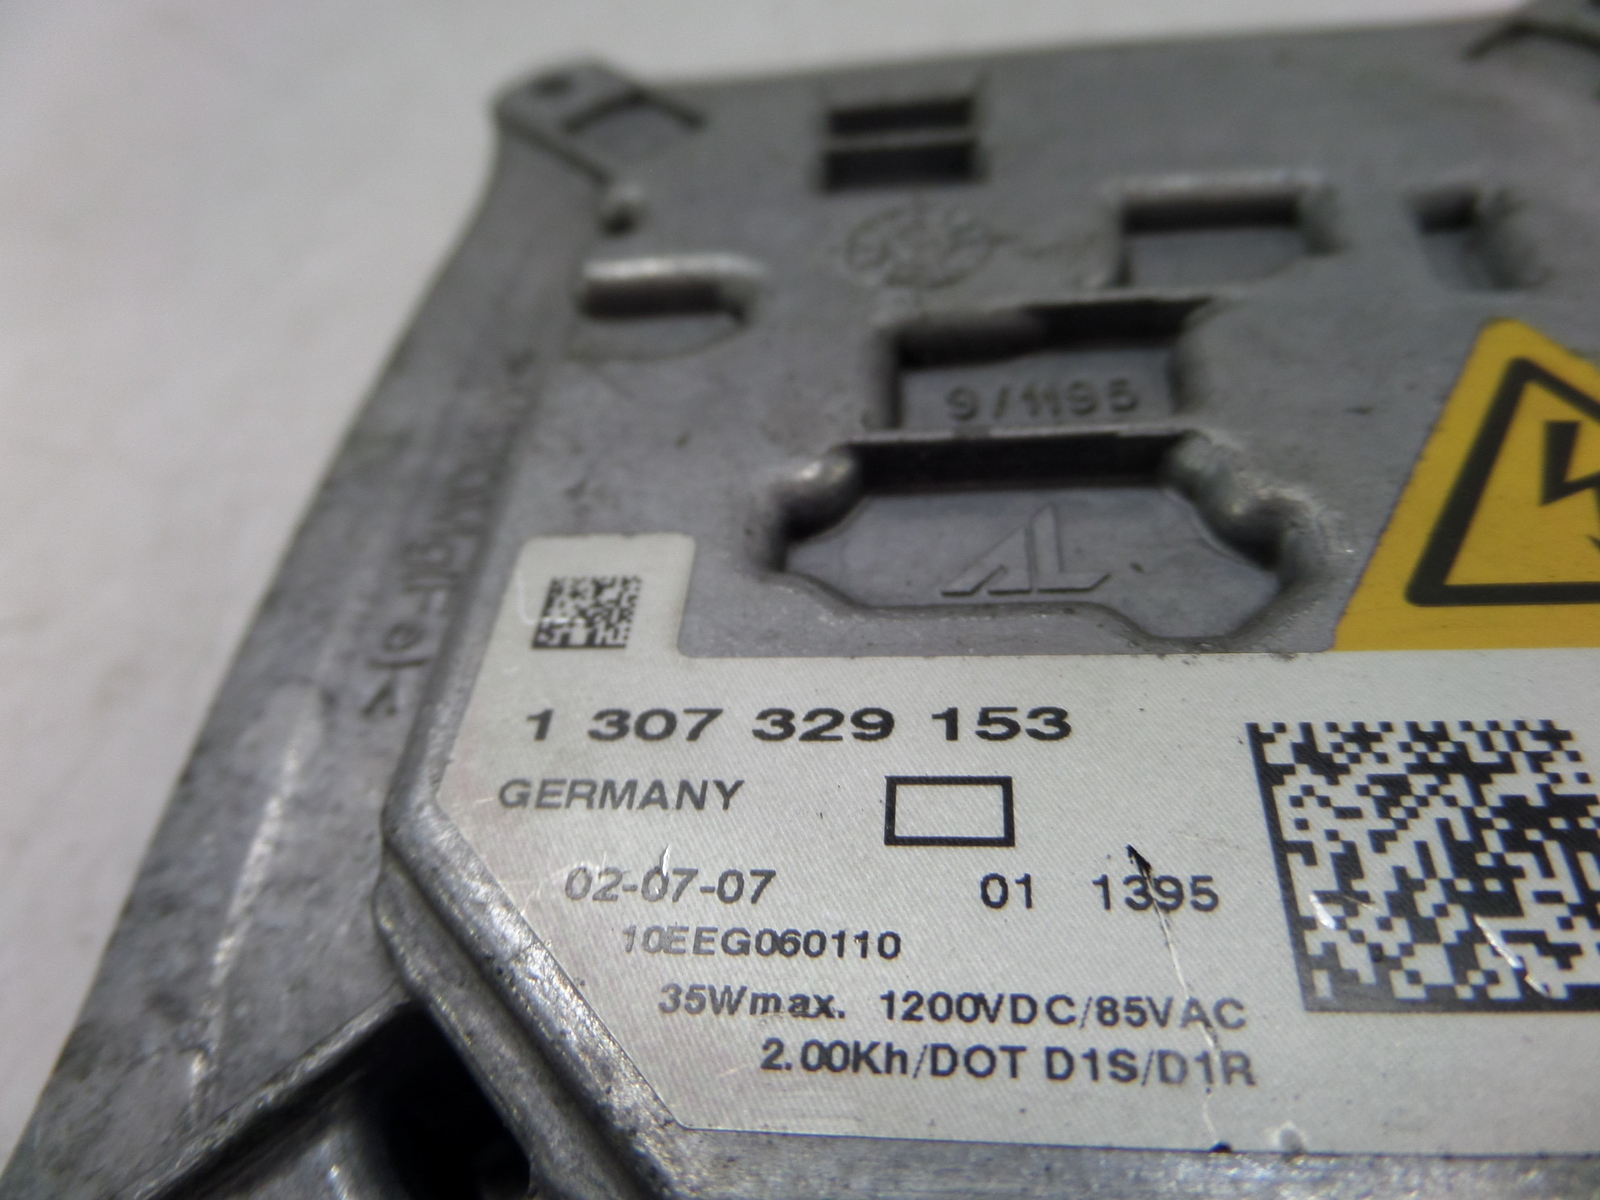 9/1195
AL
1 307 329 153
GERMANY
02-07-07 01 1395
10EEG060110
35Wmax. 1200VDC/85VAC
2.00Kh/DOT D1S/D1R